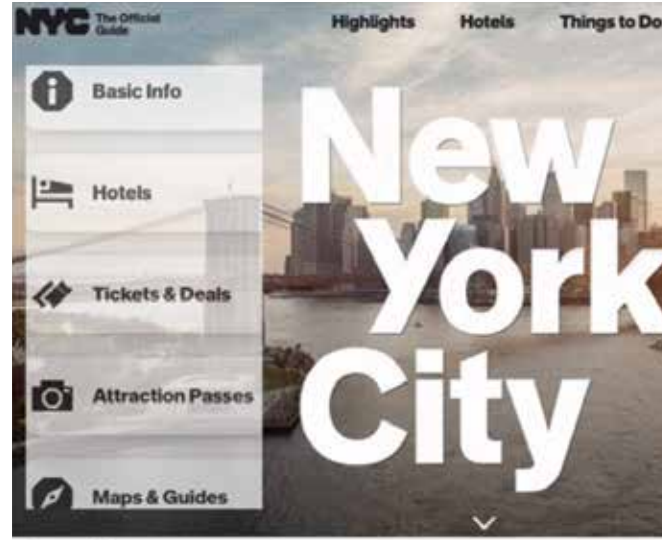 NYC The Official
Guide
Highlights Hotels Things to Do
Basic Info
Hotels
Tickets & Deals
Attraction Passes
Maps & Guides
New
York
City